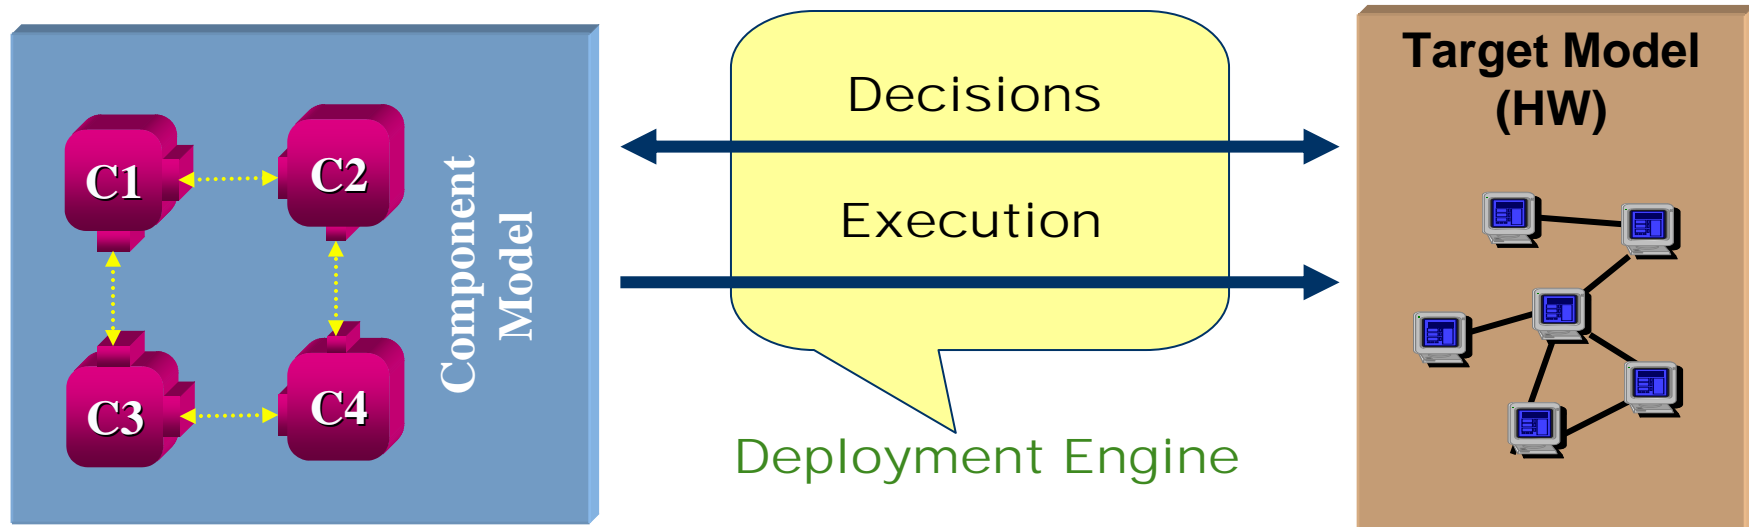 C1
C2
C3
C4
Component
Model
Decisions
Execution
Deployment Engine
Target Model
(HW)